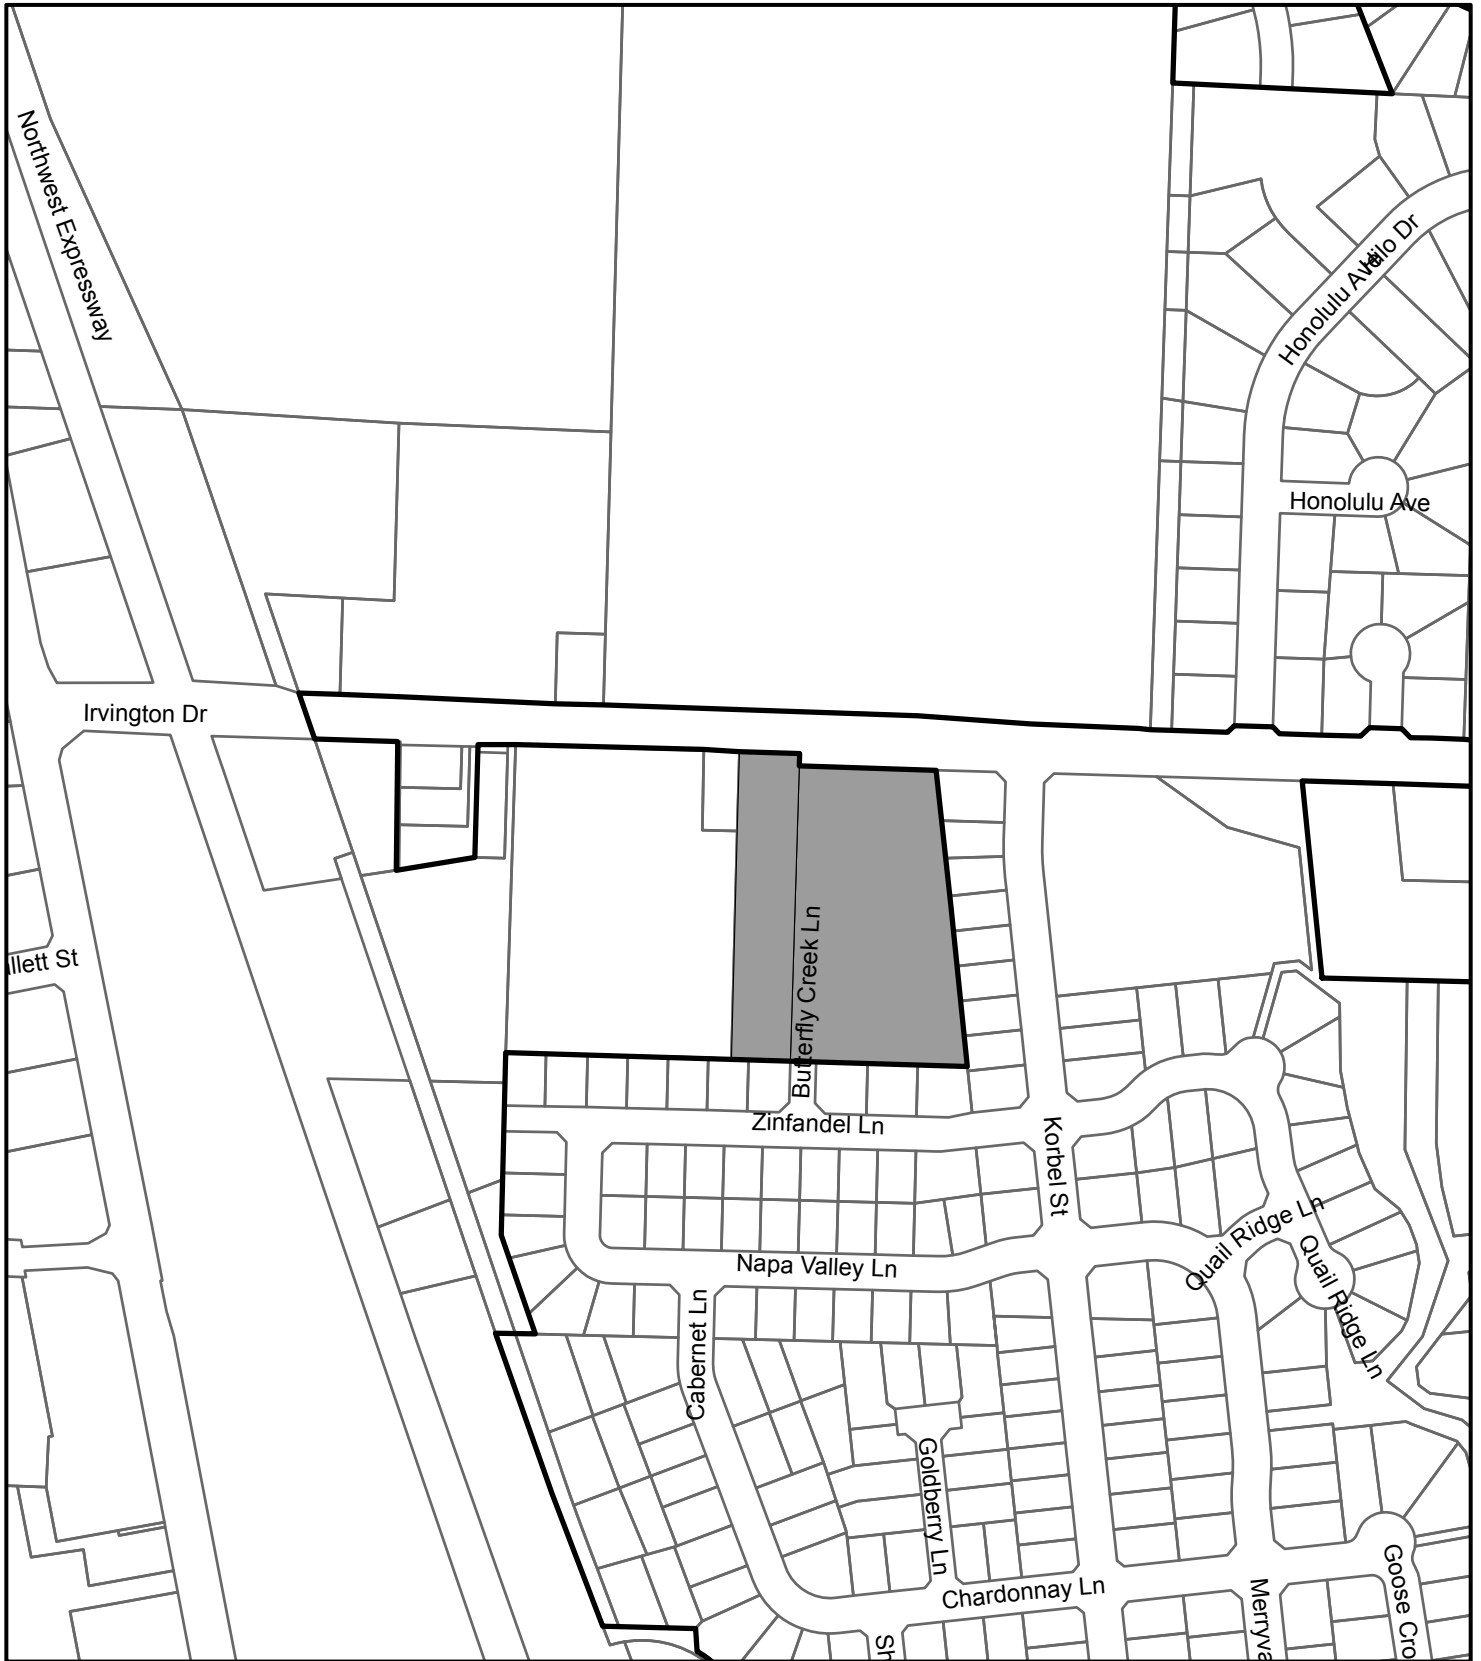 Northwest Expressway
Hilo Dr
Honolulu Ave
Honolulu Ave
Irvington Dr
Butterfly Creek Ln
llett St
Zinfandel Ln
Korbel St
Quail Ridge Ln
Napa Valley Ln
Quail Ridge Ln
Cabernet Ln
Goldberry Ln
Chardonnay Ln
Goose Cro
Merryva
Sh